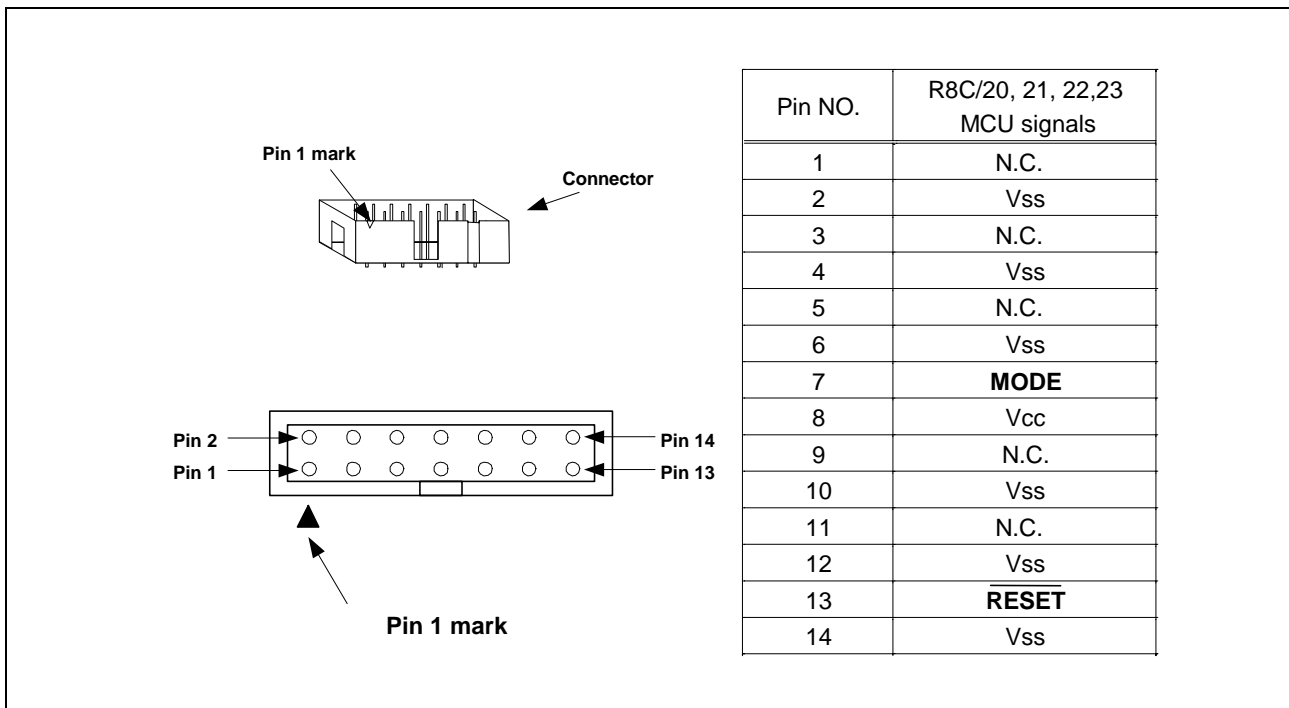 Pin 1 mark
Connector
Pin 2
Pin 14
Pin 1
Pin 13
Pin 1 mark
Pin NO. R8C/20, 21, 22,23
MCU signals
1 N.C.
2 Vss
3 N.C.
4 Vss
5 N.C.
6 Vss
7 MODE
8 Vcc
9 N.C.
10 Vss
11 N.C.
12 Vss
13 R̅E̅S̅E̅T̅
14 Vss